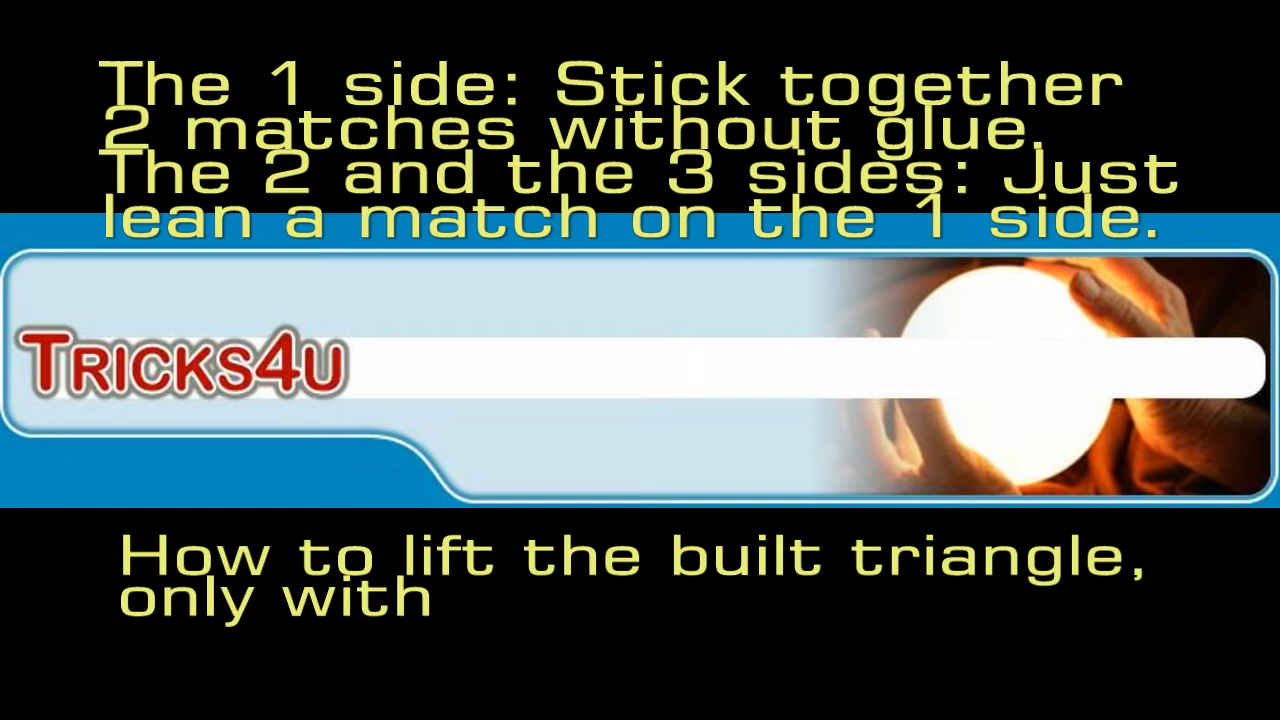 The 1 side: Stick together
2 matches without glue.
The 2 and the 3 sides: Just
lean a match on the 1 side.
TRICKS4U
How to lift the built triangle,
only with